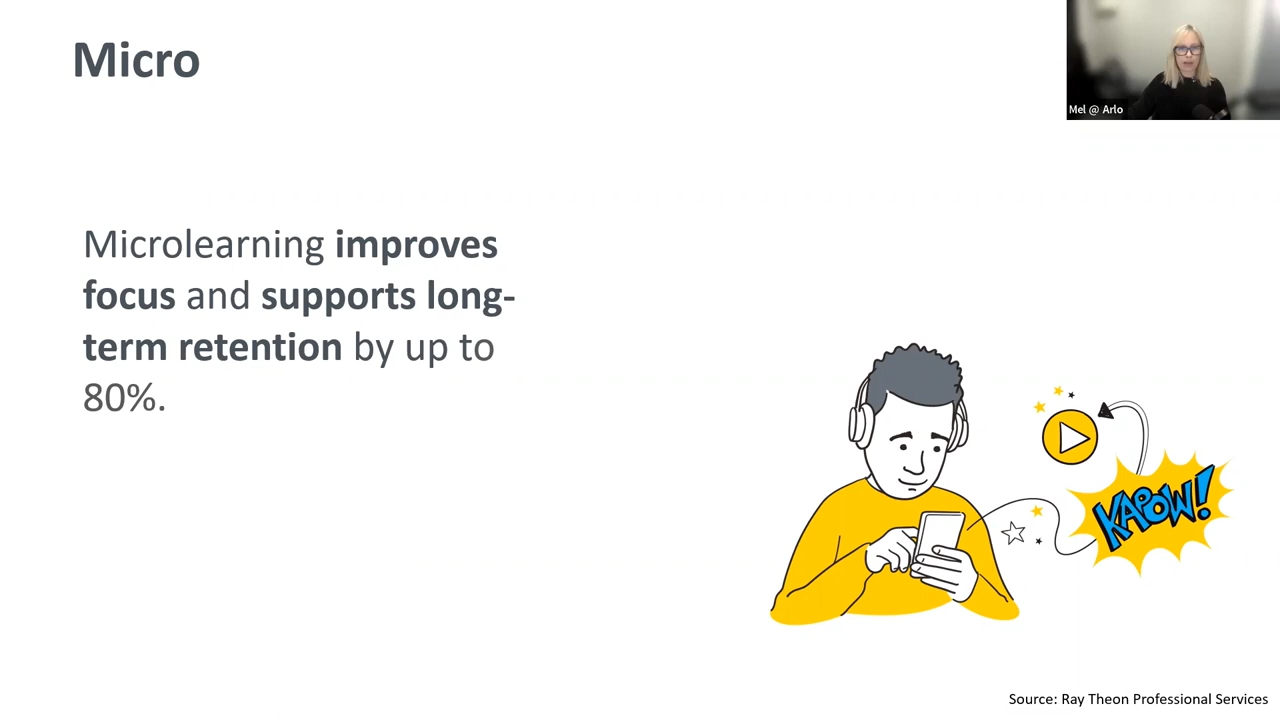 Micro
Mel @ Arlo
Microlearning improves
focus and supports long-
term retention by up to
80%.
KAPOW!
Source: Ray Theon Professional Services